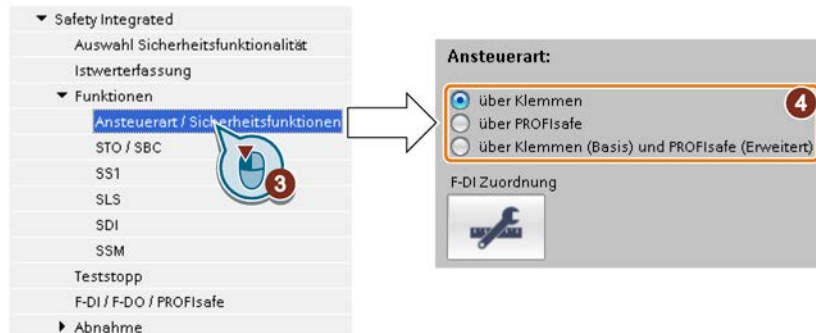 Safety Integrated
Auswahl Sicherheitsfunktionalität
Istwerterfassung
Funktionen
Ansteuerart / Sicherheitsfunktionen
STO / SBC
SS1
SLS
SDI
SSM
Teststopp
F-DI / F-DO / PROFIsafe
Abnahme
3
Ansteuerart:
über Klemmen
4
über PROFIsafe
über Klemmen (Basis) und PROFIsafe (Erweitert)
F-DI Zuordnung